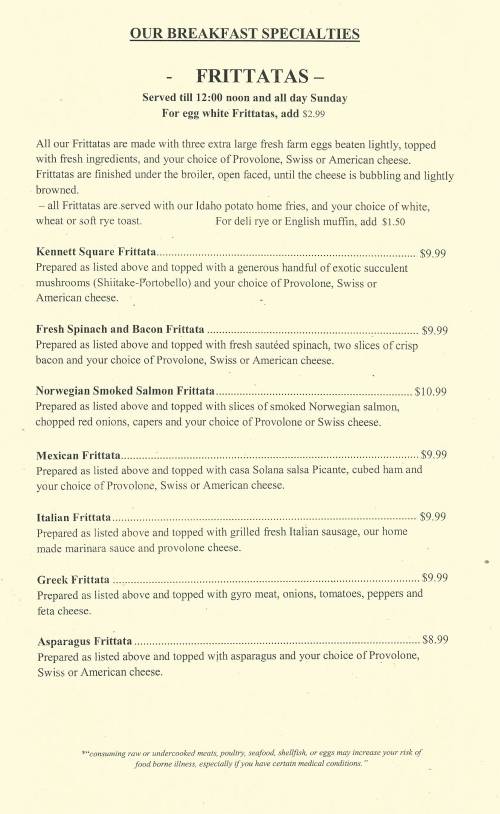 OUR BREAKFAST SPECIALTIES
- FRITTATAS –
Served till 12:00 noon and all day Sunday
For egg white Frittatas, add $2.99
All our Frittatas are made with three extra large fresh farm eggs beaten lightly, topped
with fresh ingredients, and your choice of Provolone, Swiss or American cheese.
Frittatas are finished under the broiler, open faced, until the cheese is bubbling and lightly
browned.
– all Frittatas are served with our Idaho potato home fries, and your choice of white,
wheat or soft rye toast. For deli rye or English muffin, add $1.50
Kennett Square Frittata........ $9.99
Prepared as listed above and topped with a generous handful of exotic succulent
mushrooms (Shiitake-Portobello) and your choice of Provolone, Swiss or
American cheese.
Fresh Spinach and Bacon Frittata ........ $9.99
Prepared as listed above and topped with fresh sautéed spinach, two slices of crisp
bacon and your choice of Provolone, Swiss or American cheese.
Norwegian Smoked Salmon Frittata........ $10.99
Prepared as listed above and topped with slices of smoked Norwegian salmon,
chopped red onions, capers and your choice of Provolone or Swiss cheese.
Mexican Frittata........ $9.99
Prepared as listed above and topped with casa Solana salsa Picante, cubed ham and
your choice of Provolone, Swiss or American cheese.
Italian Frittata........ $9.99
Prepared as listed above and topped with grilled fresh Italian sausage, our home
made marinara sauce and provolone cheese.
Greek Frittata ........ $9.99
Prepared as listed above and topped with gyro meat, onions, tomatoes, peppers and
feta cheese.
Asparagus Frittata ........ $8.99
Prepared as listed above and topped with asparagus and your choice of Provolone,
Swiss or American cheese.
*"consuming raw or undercooked meats, poultry, seafood, shellfish, or eggs may increase your risk of
food borne illness, especially if you have certain medical conditions."